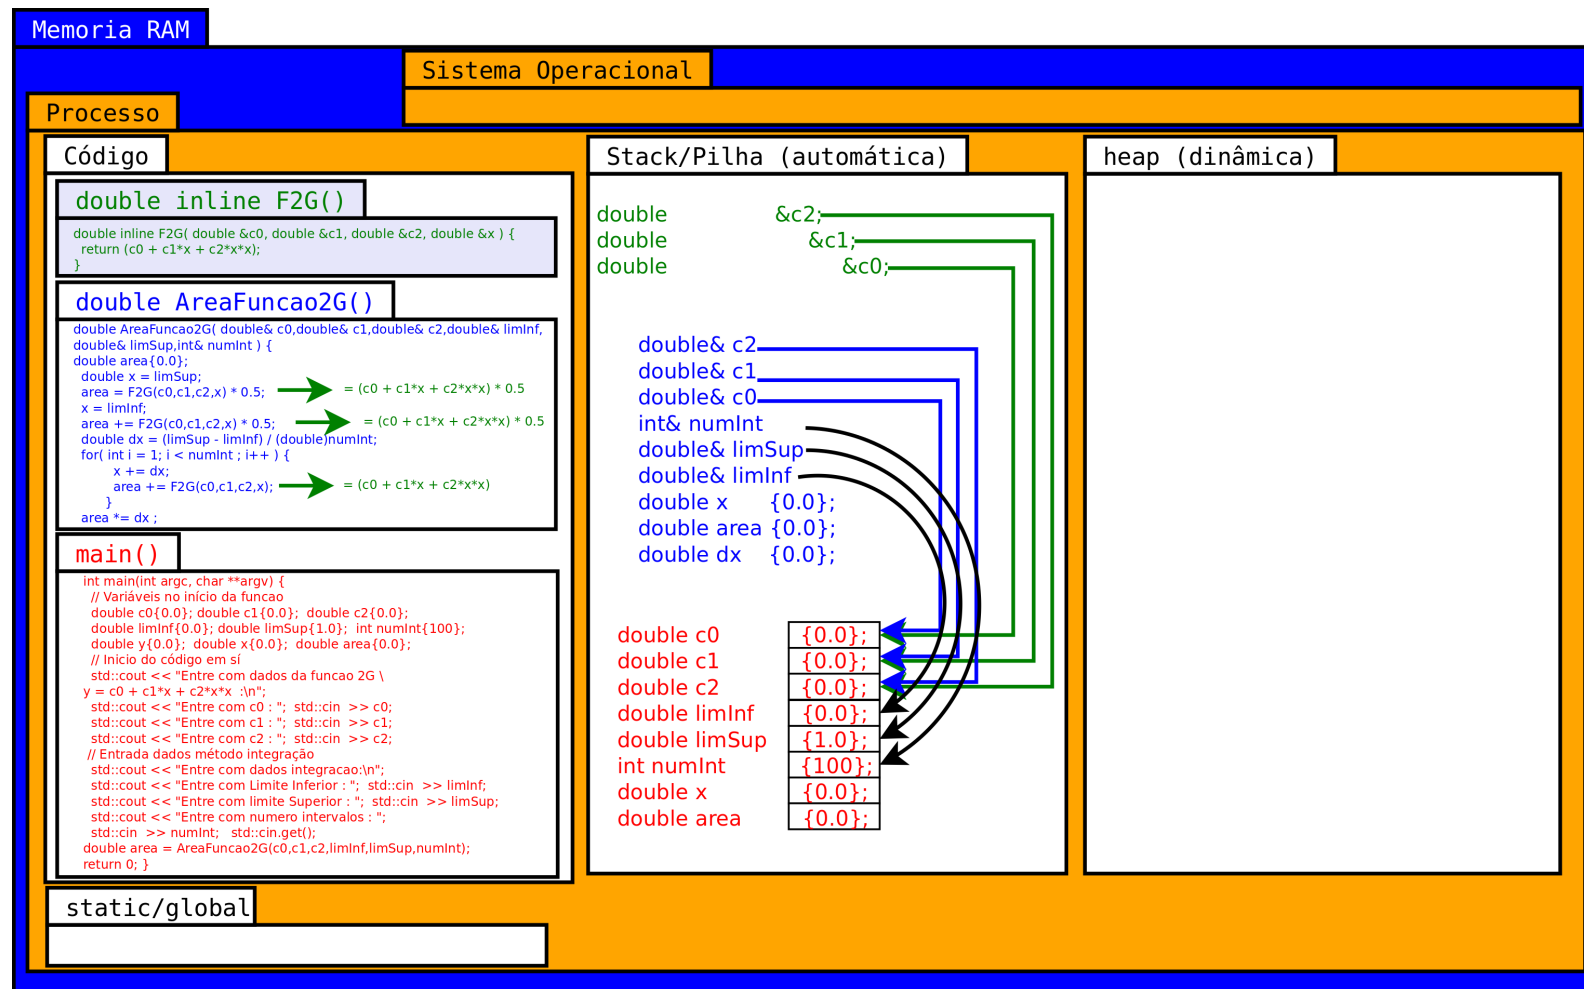 Memoria RAM
Sistema Operacional
Processo
Código
double inline F2G()
double inline F2G( double &c0, double &c1, double &c2, double &x ) {
return (c0 + c1*x + c2*x*x);
}
double AreaFuncao2G()
double AreaFuncao2G( double& c0,double& c1,double& c2,double& limInf,
double& limSup,int& numInt ) {
double area{0.0};
double x = limSup;
area = F2G(c0,c1,c2,x) * 0.5; = (c0 + c1*x + c2*x*x) * 0.5
x = limInf;
area += F2G(c0,c1,c2,x) * 0.5; = (c0 + c1*x + c2*x*x) * 0.5
double dx = (limSup - limInf) / (double)numInt;
for( int i = 1; i < numInt ; i++ ) {
x += dx;
area += F2G(c0,c1,c2,x); = (c0 + c1*x + c2*x*x)
}
area *= dx ;
main()
int main(int argc, char **argv) {
// Variáveis no início da funcao
double c0{0.0}; double c1{0.0};  double c2{0.0};
double limInf{0.0}; double limSup{1.0};  int numInt{100};
double y{0.0};  double x{0.0};  double area{0.0};
// Inicio do código em sí
std::cout << "Entre com dados da funcao 2G \
y = c0 + c1*x + c2*x*x  :\n";
std::cout << "Entre com c0 : ";  std::cin  >> c0;
std::cout << "Entre com c1 : ";  std::cin  >> c1;
std::cout << "Entre com c2 : ";  std::cin  >> c2;
// Entrada dados método integração
std::cout << "Entre com dados integracao:\n";
std::cout << "Entre com Limite Inferior : ";  std::cin  >> limInf;
std::cout << "Entre com limite Superior : ";  std::cin  >> limSup;
std::cout << "Entre com numero intervalos : ";
std::cin  >> numInt;   std::cin.get();
double area = AreaFuncao2G(c0,c1,c2,limInf,limSup,numInt);
return 0; }
static/global
Stack/Pilha (automática)
double &c2;
double &c1;
double &c0;
double& c2
double& c1
double& c0
int& numInt
double& limSup
double& limInf
double x {0.0};
double area {0.0};
double dx {0.0};
double c0 {0.0};
double c1 {0.0};
double c2 {0.0};
double limInf {0.0};
double limSup {1.0};
int numInt {100};
double x {0.0};
double area {0.0};
heap (dinâmica)